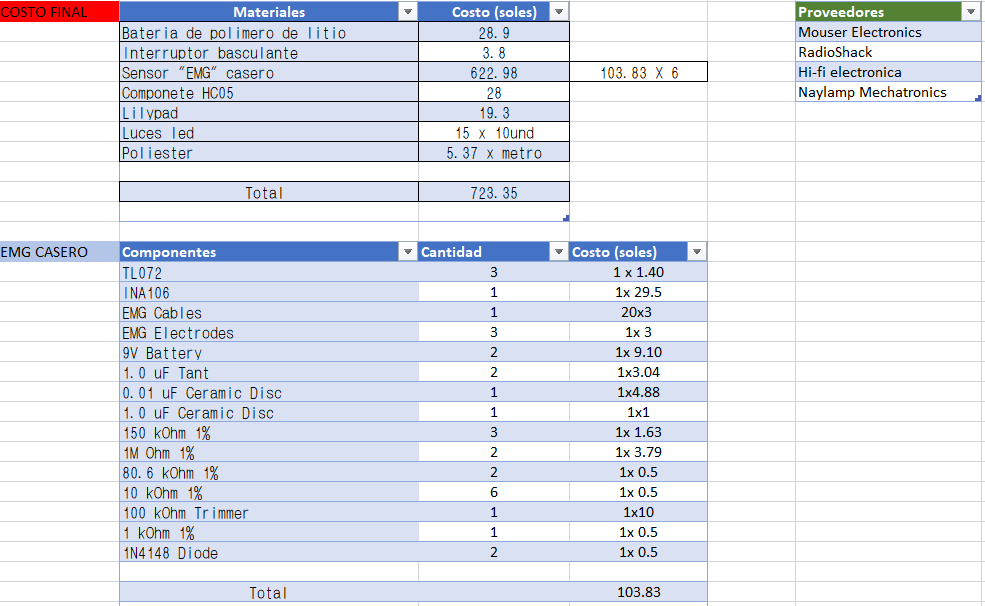 COSTO FINAL Materiales Costo (soles) Proveedores
Bateria de polimero de litio 28.9 Mouser Electronics
Interruptor basculante 3.8 RadioShack
Sensor "EMG" casero 622.98 103.83 X 6 Hi-fi electronica
Componete HC05 28 Naylamp Mechatronics
Lilypad 19.3
Luces led 15 x 10und
Poliester 5.37 x metro
Total 723.35
EMG CASERO Componentes Cantidad Costo (soles)
TL072 3 1 x 1.40
INA106 1 1x 29.5
EMG Cables 1 20x3
EMG Electrodes 3 1x 3
9V Battery 2 1x 9.10
1.0 uF Tant 2 1x3.04
0.01 uF Ceramic Disc 1 1x4.88
1.0 uF Ceramic Disc 1 1x1
150 kOhm 1% 3 1x 1.63
1M Ohm 1% 2 1x 3.79
80.6 kOhm 1% 2 1x 0.5
10 kOhm 1% 6 1x 0.5
100 kOhm Trimmer 1 1x10
1 kOhm 1% 1 1x 0.5
1N4148 Diode 2 1x 0.5
Total 103.83